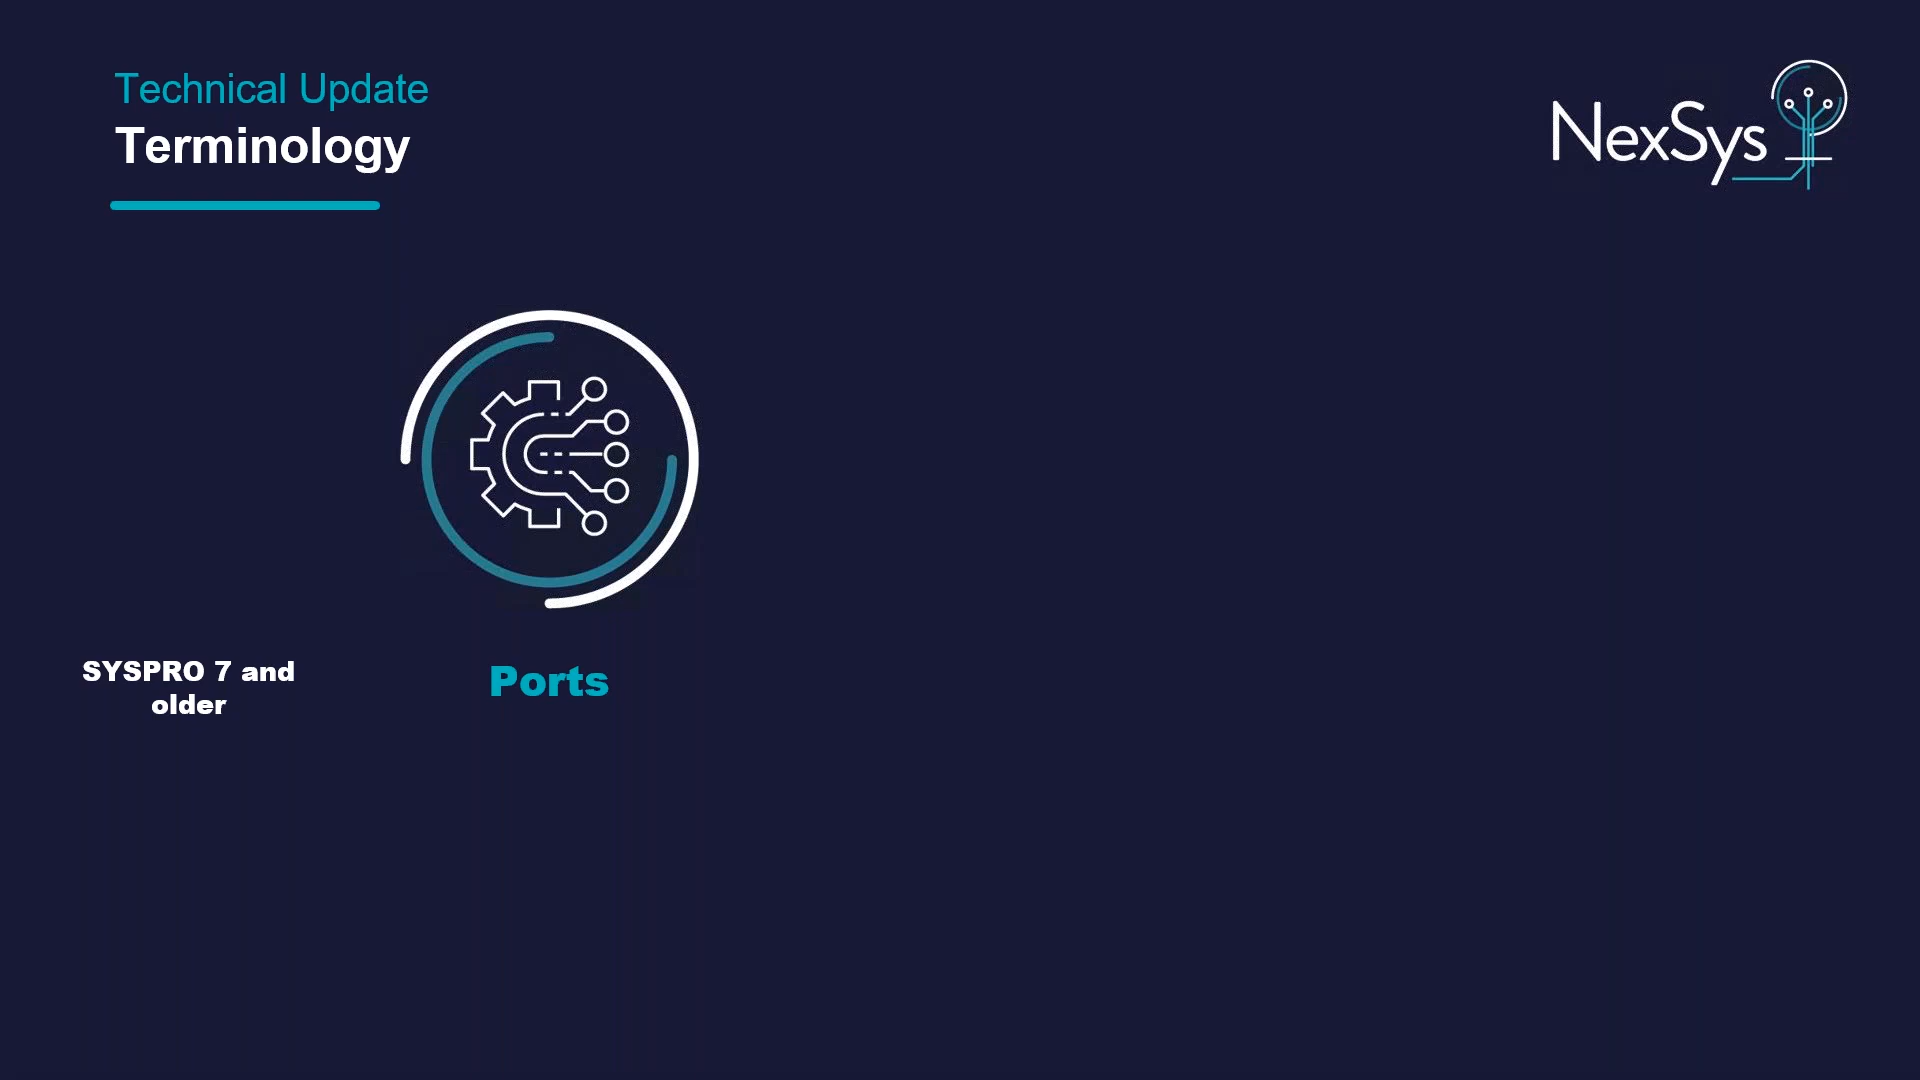 Technical Update
Terminology
NexSys
SYSPRO 7 and
older
Ports